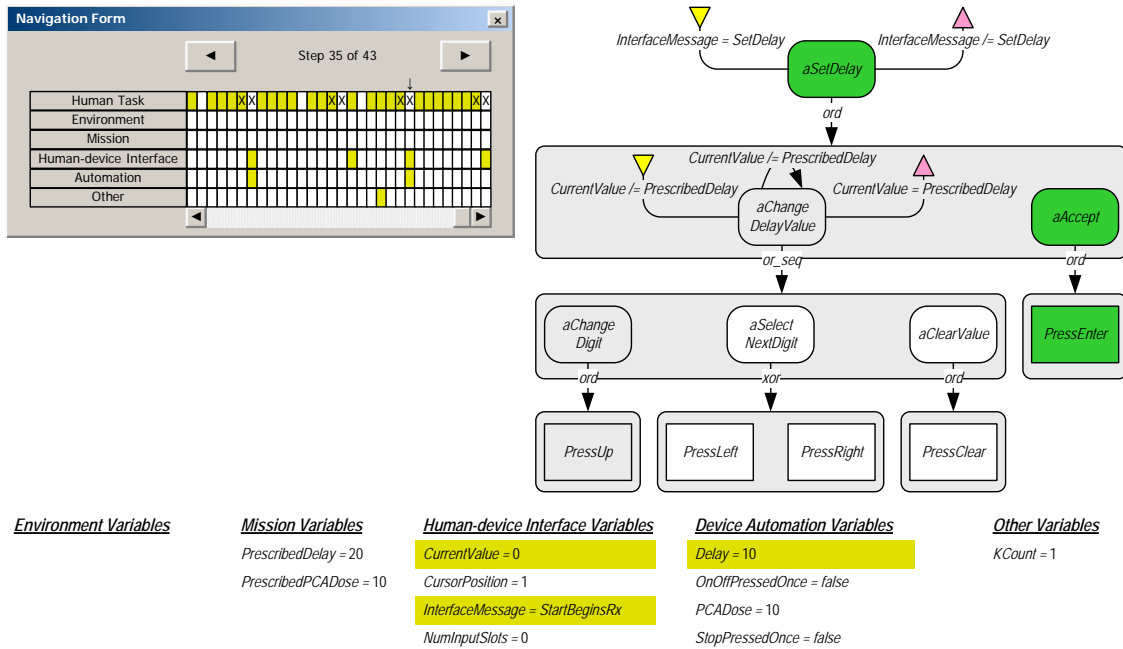 Navigation Form
×
◄
Step 35 of 43
►
↓
Human Task X X X X X X X X
Environment
Mission
Human-device Interface
Automation
Other
◄
►
InterfaceMessage = SetDelay
InterfaceMessage /= SetDelay
aSetDelay
ord
CurrentValue /= PrescribedDelay
CurrentValue /= PrescribedDelay
CurrentValue = PrescribedDelay
aChange
DelayValue
aAccept
or_seq
ord
aChange
Digit
aSelect
NextDigit
aClearValue
PressEnter
ord
xor
ord
PressUp
PressLeft
PressRight
PressClear
Environment Variables
Mission Variables
PrescribedDelay = 20
PrescribedPCADose = 10
Human-device Interface Variables
CurrentValue = 0
CursorPosition = 1
InterfaceMessage = StartBeginsRx
NumInputSlots = 0
Device Automation Variables
Delay = 10
OnOffPressedOnce = false
PCADose = 10
StopPressedOnce = false
Other Variables
KCount = 1